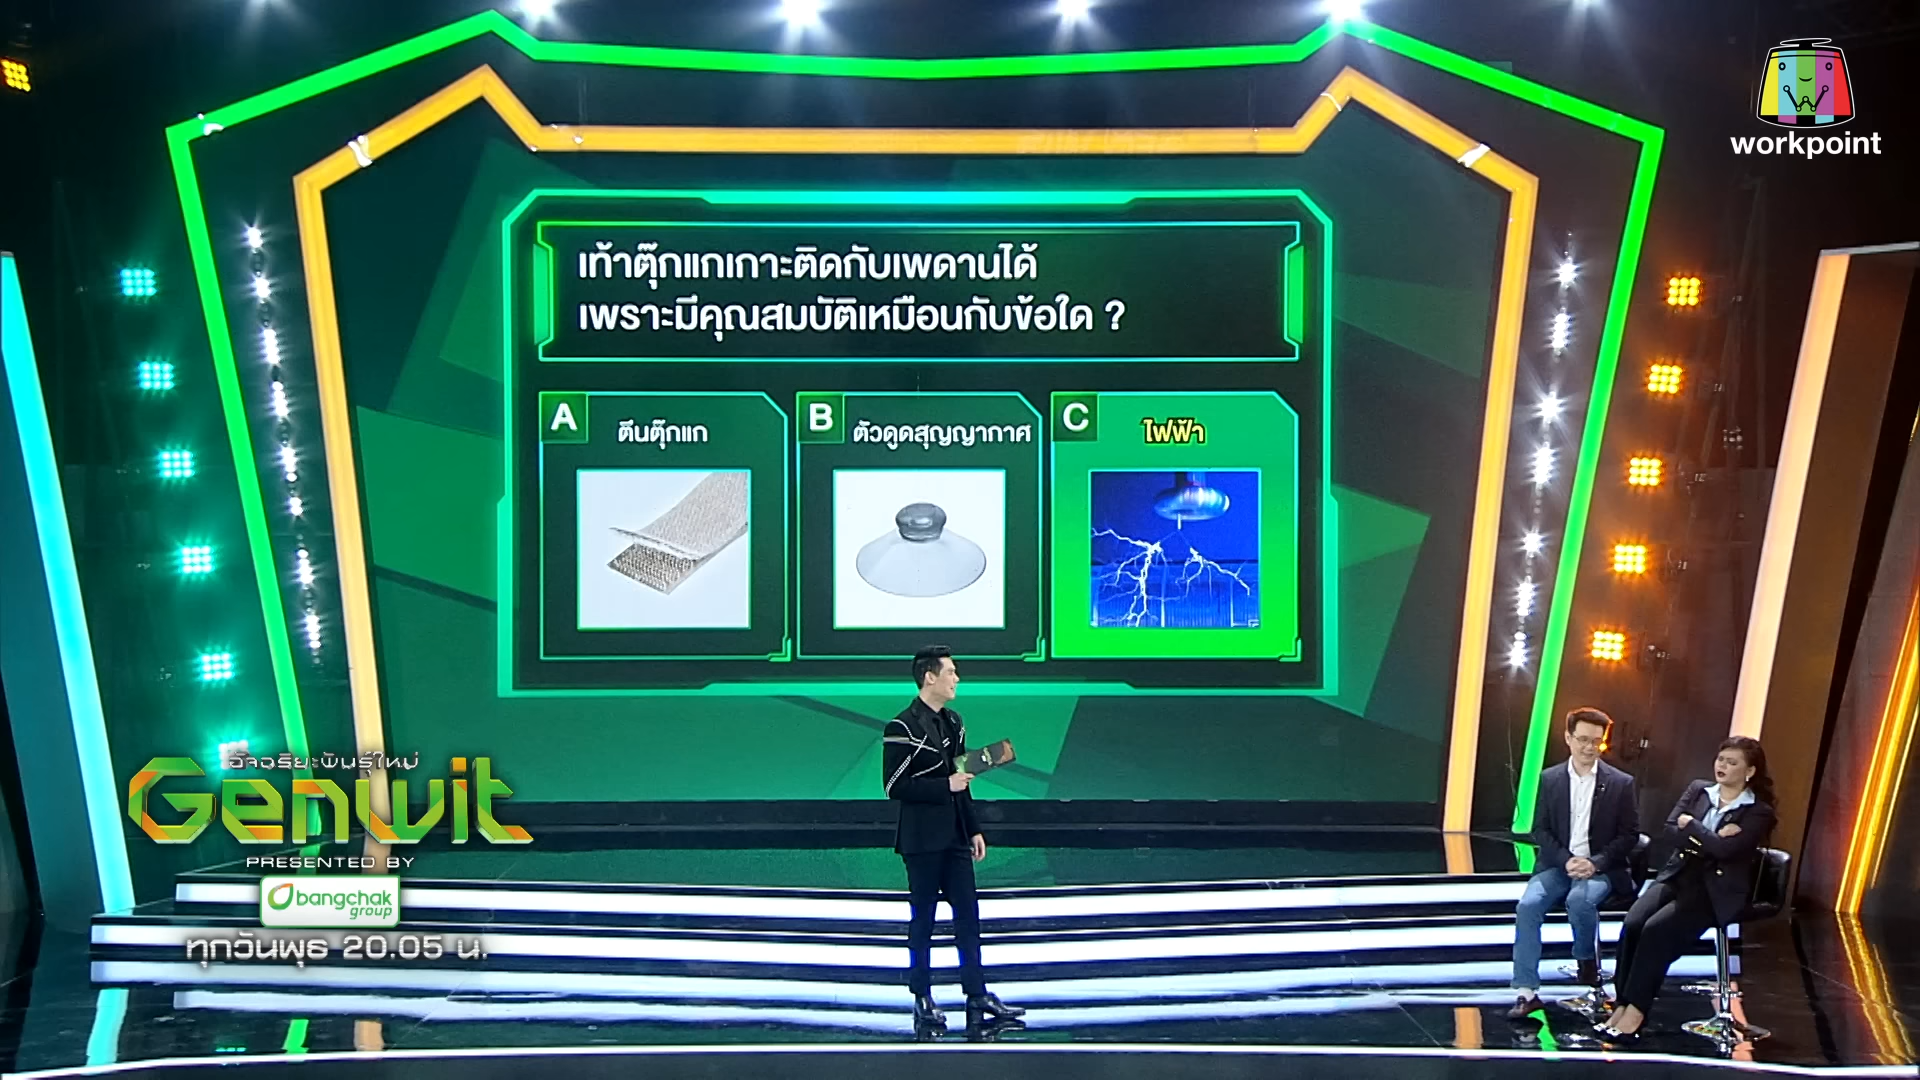 workpoint
เท้าตุ๊กแกเกาะติดกับเพดานได้
เพราะมีคุณสมบัติเหมือนกับข้อใด ?
A
ตีนตุ๊กแก
B
ตัวดูดสุญญากาศ
C
ไฟฟ้า
อัจฉริยะพันธุ์ใหม่
Genwit
PRESENTED BY
bangchak
group
ทุกวันพุธ 20.05 น.